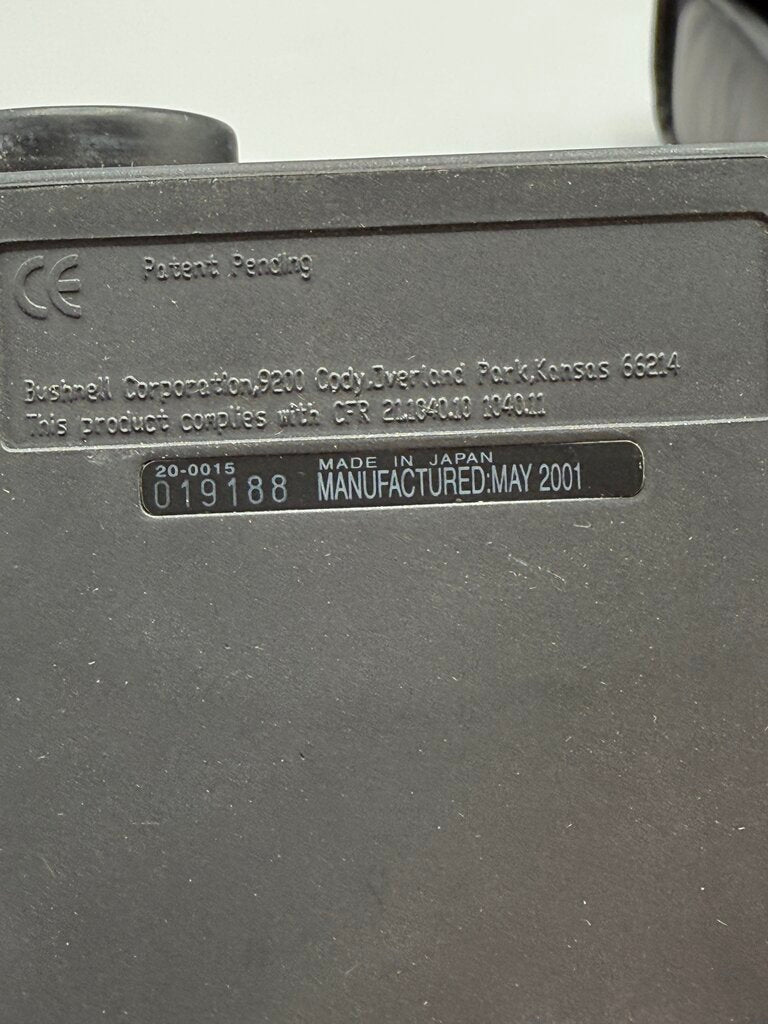 CE
Patent Pending
Bushnell Corporation,9200 Cody,Overland Park,Kansas 66214
This product complies with CFR 21.1040.10 1040.11
20-0015
019188
MADE IN JAPAN
MANUFACTURED:MAY 2001